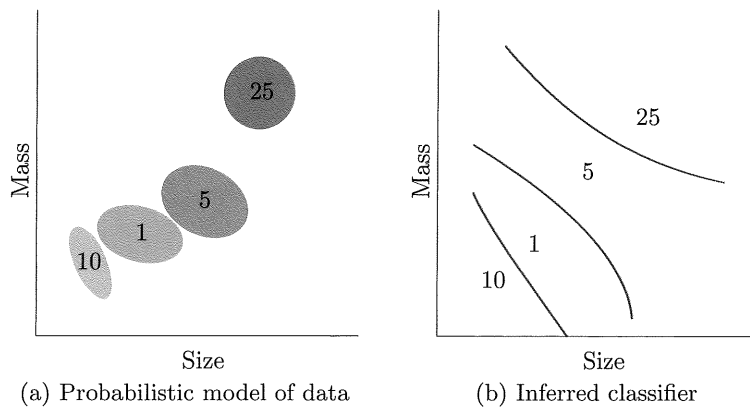 Mass
25
5
1
10
Size
(a) Probabilistic model of data
Mass
25
5
1
10
Size
(b) Inferred classifier